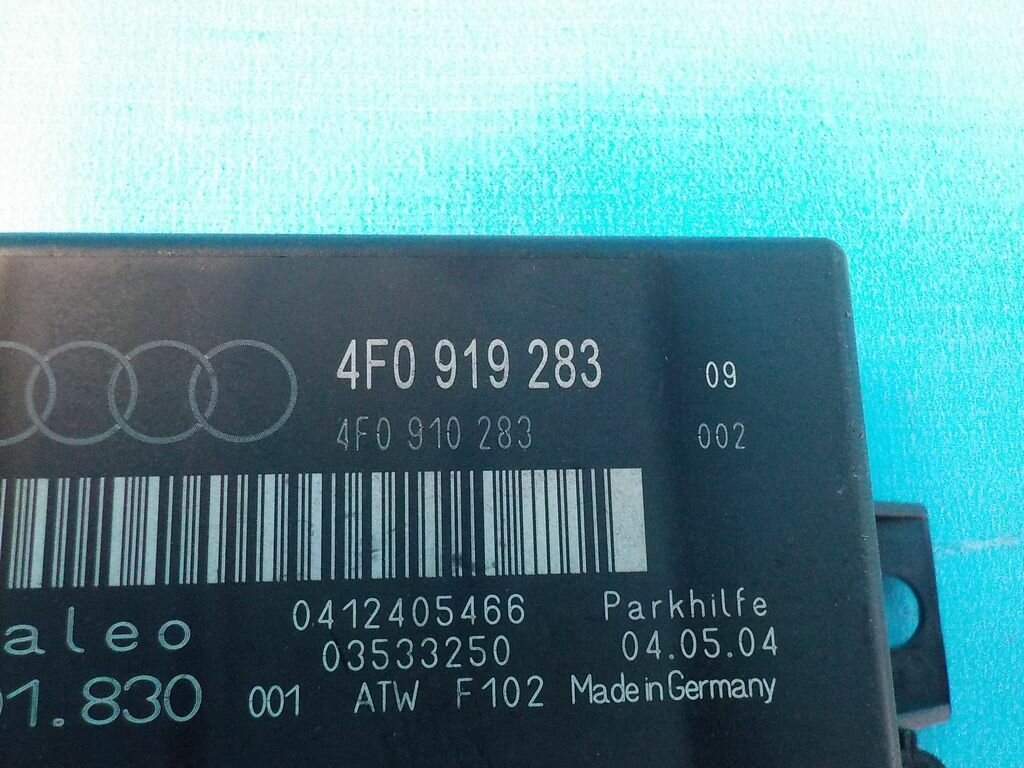 4F0 919 283 09
4F0 910 283 002
aleo 0412405466 Parkhilfe
03533250 04.05.04
01.830 001 ATW F102 Made in Germany